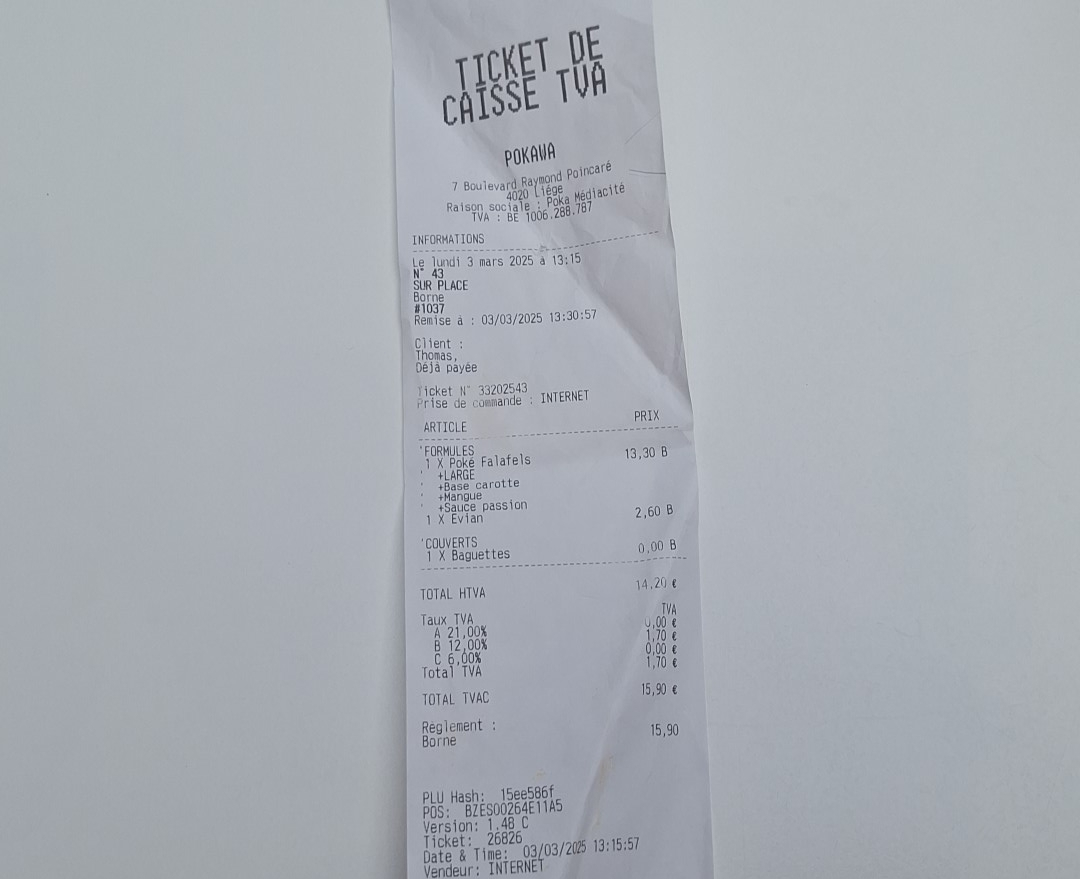 TICKET DE
CAISSE TVA
POKAWA
7 Boulevard Raymond Poincaré
4020 Liége
Raison sociale : Poka Médiacité
TVA : BE 1006.288.787
INFORMATIONS
Le lundi 3 mars 2025 à 13:15
N° 43
SUR PLACE
Borne
#1037
Remise à : 03/03/2025 13:30:57
Client :
Thomas,
Déjà payée
Ticket N° 33202543
Prise de commande : INTERNET
ARTICLE PRIX
'FORMULES
1 X Poké Falafels 13,30 B
' +LARGE
' +Base carotte
' +Mangue
' +Sauce passion
1 X Evian 2,60 B
'COUVERTS
1 X Baguettes 0,00 B
TOTAL HTVA 14,20 €
Taux TVA TVA
A 21,00% 0,00 €
B 12,00% 1,70 €
C 6,00% 0,00 €
Total TVA 1,70 €
TOTAL TVAC 15,90 €
Règlement :
Borne 15,90
PLU Hash: 15ee586f
POS: BZES00264E11A5
Version: 1.48 C
Ticket: 26826
Date & Time: 03/03/2025 13:15:57
Vendeur: INTERNET